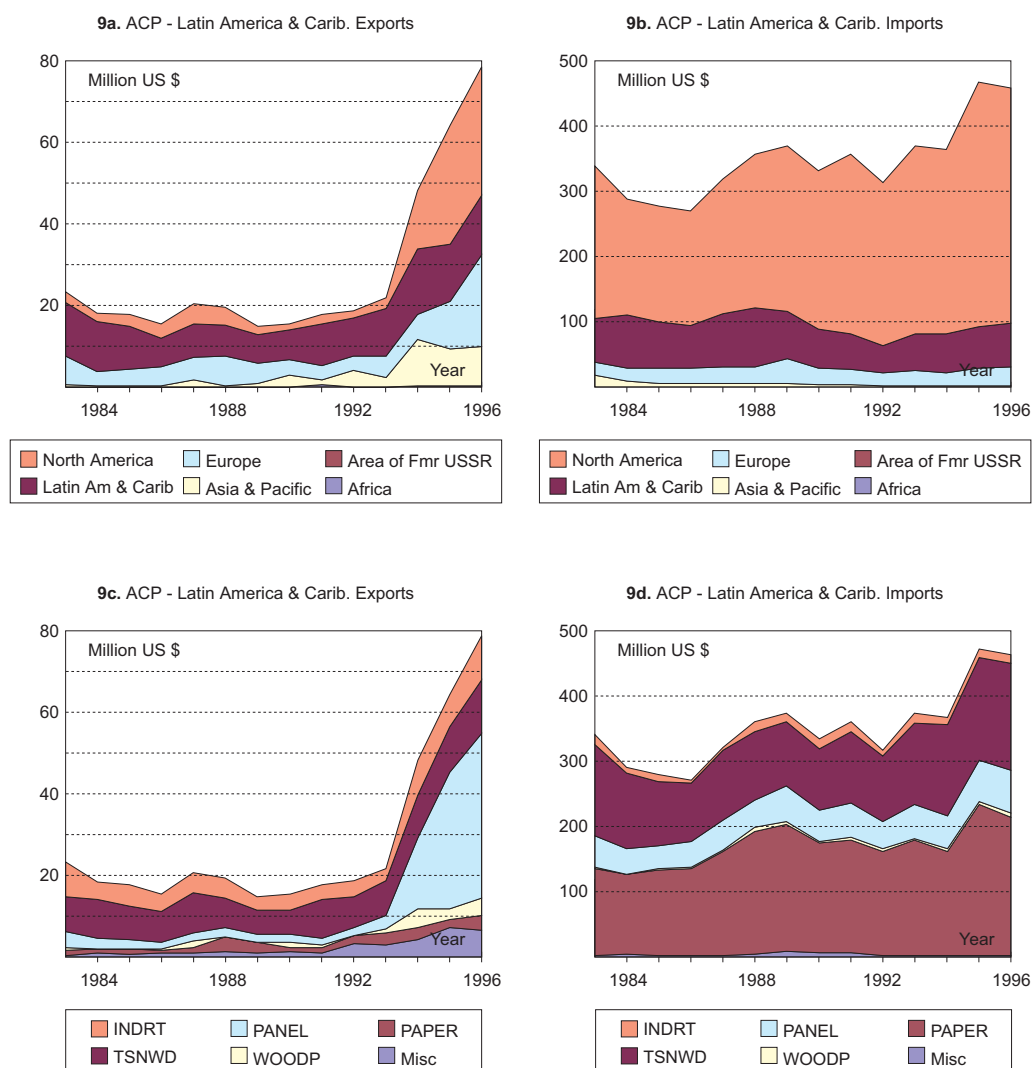 9a. ACP - Latin America & Carib. Exports
80
Million US $
60
40
20
Year
1984
1988
1992
1996
North America
Europe
Area of Fmr USSR
Latin Am & Carib
Asia & Pacific
Africa
9b. ACP - Latin America & Carib. Imports
500
Million US $
400
300
200
100
Year
1984
1988
1992
1996
North America
Europe
Area of Fmr USSR
Latin Am & Carib
Asia & Pacific
Africa
9c. ACP - Latin America & Carib. Exports
80
Million US $
60
40
20
Year
1984
1988
1992
1996
INDRT
PANEL
PAPER
TSNWD
WOODP
Misc
9d. ACP - Latin America & Carib. Imports
500
Million US $
400
300
200
100
Year
1984
1988
1992
1996
INDRT
PANEL
PAPER
TSNWD
WOODP
Misc